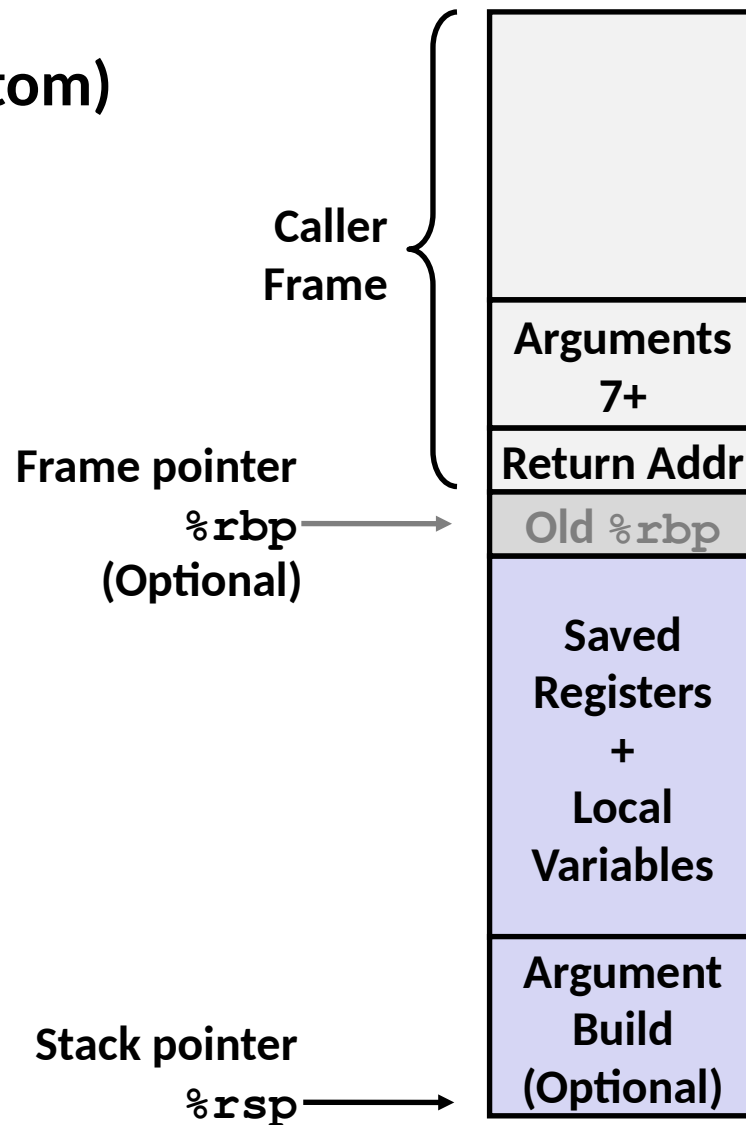 tom)
Caller
Frame
Arguments
7+
Return Addr
Frame pointer
%rbp
(Optional)
Old %rbp
Saved
Registers
+
Local
Variables
Argument
Build
(Optional)
Stack pointer
%rsp